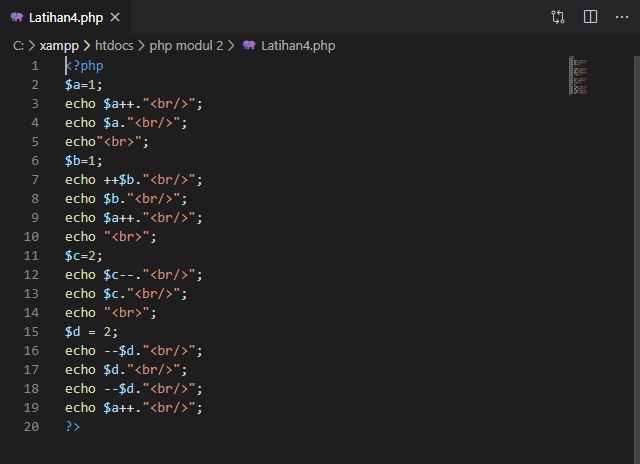 Latihan4.php ×
C: > xampp > htdocs > php modul 2 > Latihan4.php
1 <?php
2 $a=1;
3 echo $a++."<br/>";
4 echo $a."<br/>";
5 echo"<br>";
6 $b=1;
7 echo ++$b."<br/>";
8 echo $b."<br/>";
9 echo $a++."<br/>";
10 echo "<br>";
11 $c=2;
12 echo $c--."<br/>";
13 echo $c."<br/>";
14 echo "<br>";
15 $d = 2;
16 echo --$d."<br/>";
17 echo $d."<br/>";
18 echo --$d."<br/>";
19 echo $a++."<br/>";
20 ?>